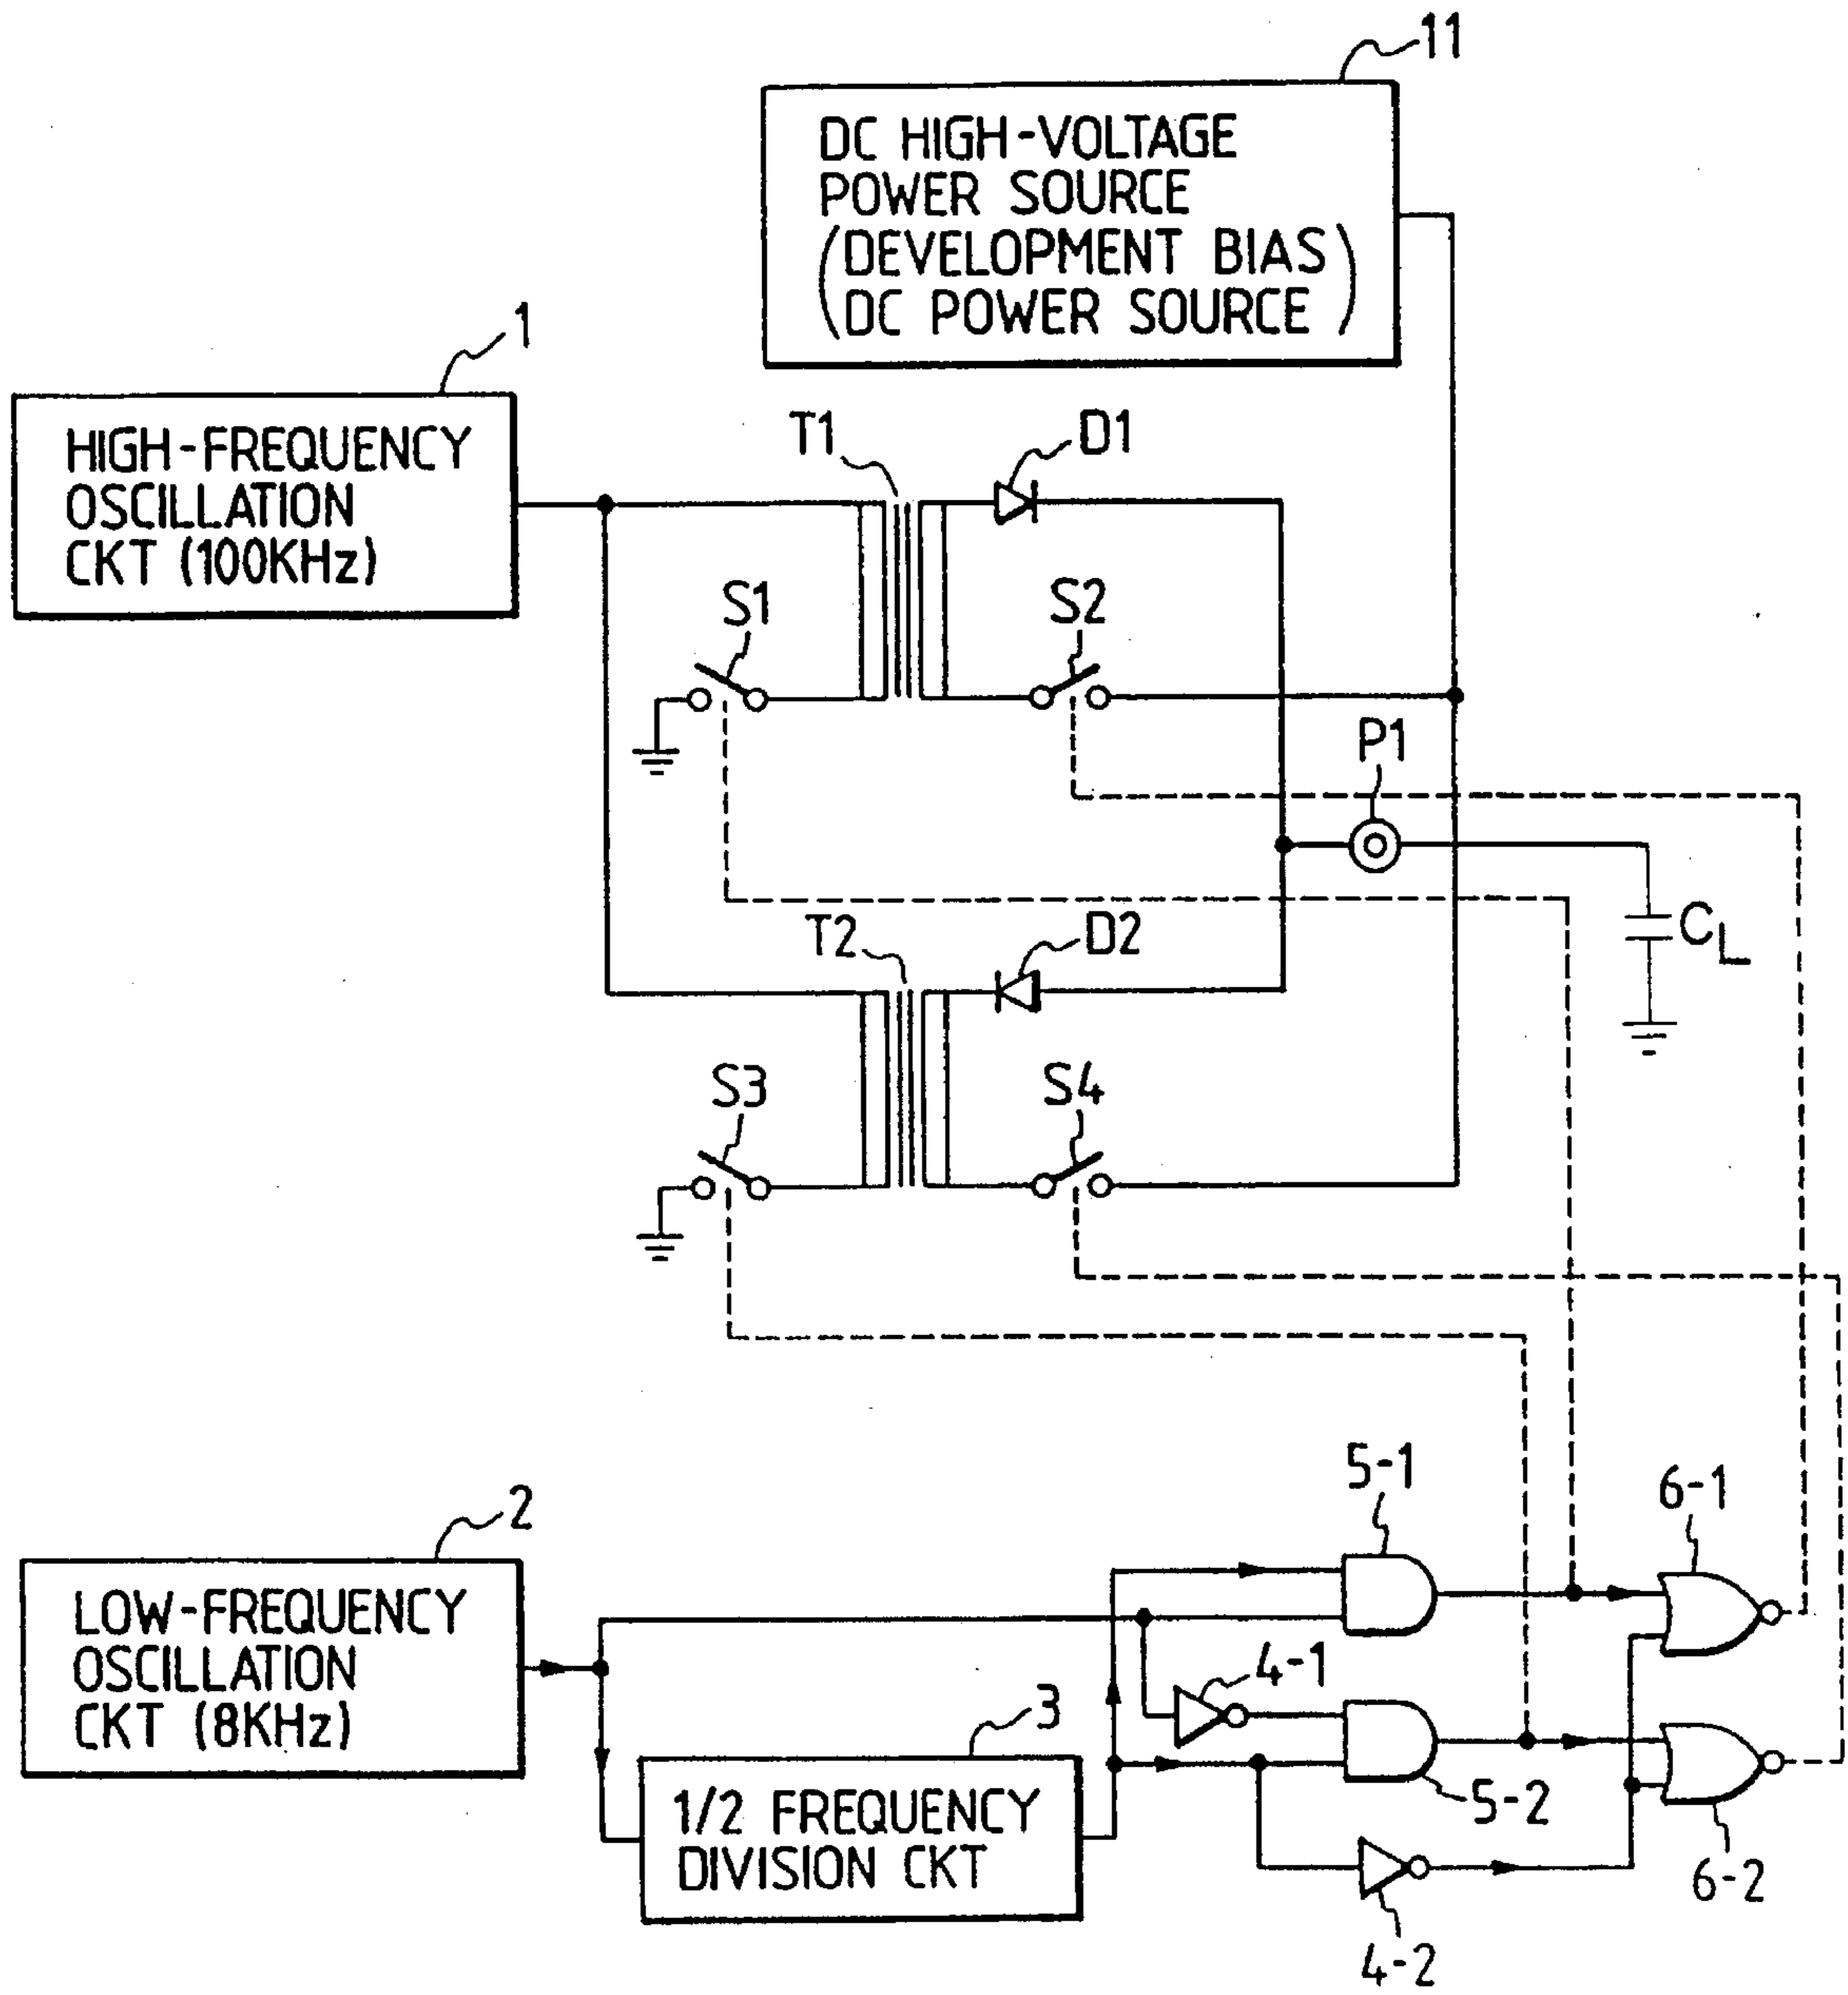 11
DC HIGH-VOLTAGE
POWER SOURCE
(DEVELOPMENT BIAS
DC POWER SOURCE)
1
HIGH-FREQUENCY
OSCILLATION
CKT (100KHz)
T1
D1
S1
S2
P1
T2
D2
CL
S3
S4
2
LOW-FREQUENCY
OSCILLATION
CKT (8KHz)
5-1
6-1
4-1
3
1/2 FREQUENCY
DIVISION CKT
5-2
6-2
4-2